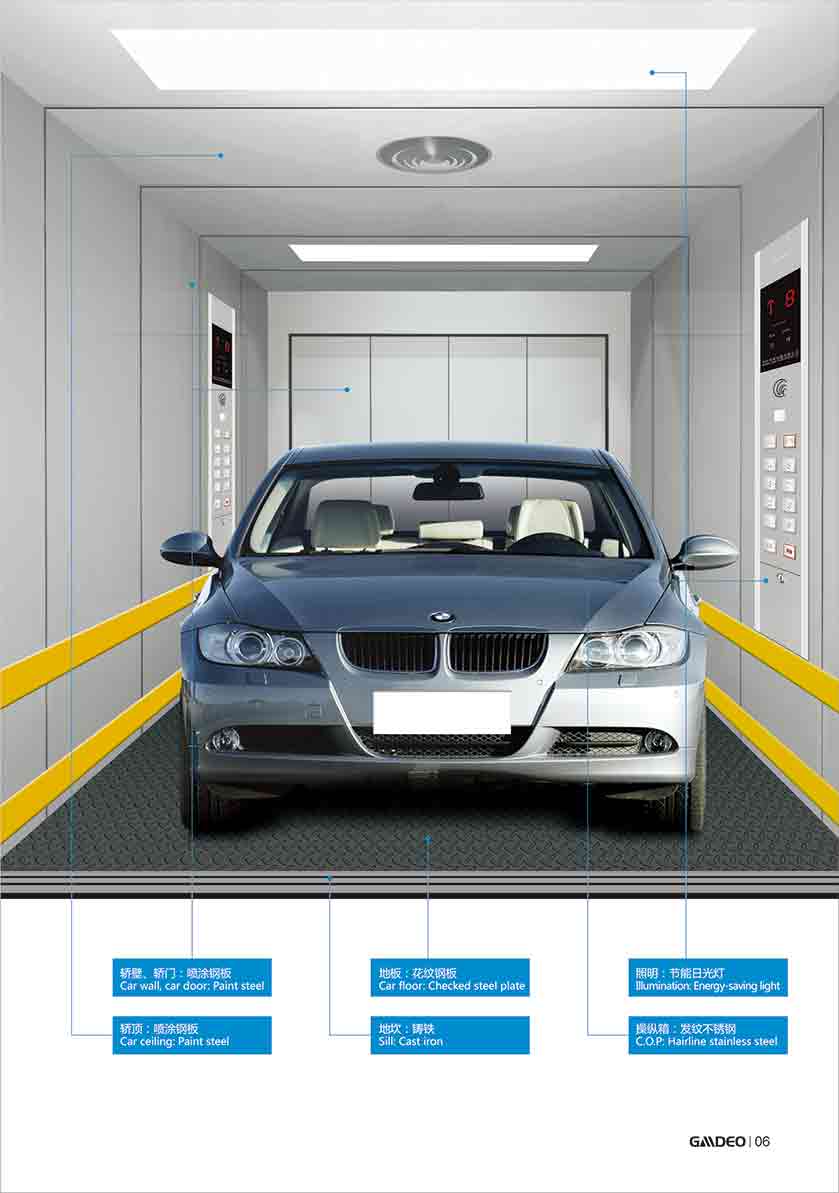 T 8
T 8
轿壁、轿门：喷涂钢板
Car wall, car door: Paint steel
地板：花纹钢板
Car floor: Checked steel plate
照明：节能日光灯
Illumination: Energy-saving light
轿顶：喷涂钢板
Car ceiling: Paint steel
地坎：铸铁
Sill: Cast iron
操纵箱：发纹不锈钢
C.O.P: Hairline stainless steel
GMDEO | 06